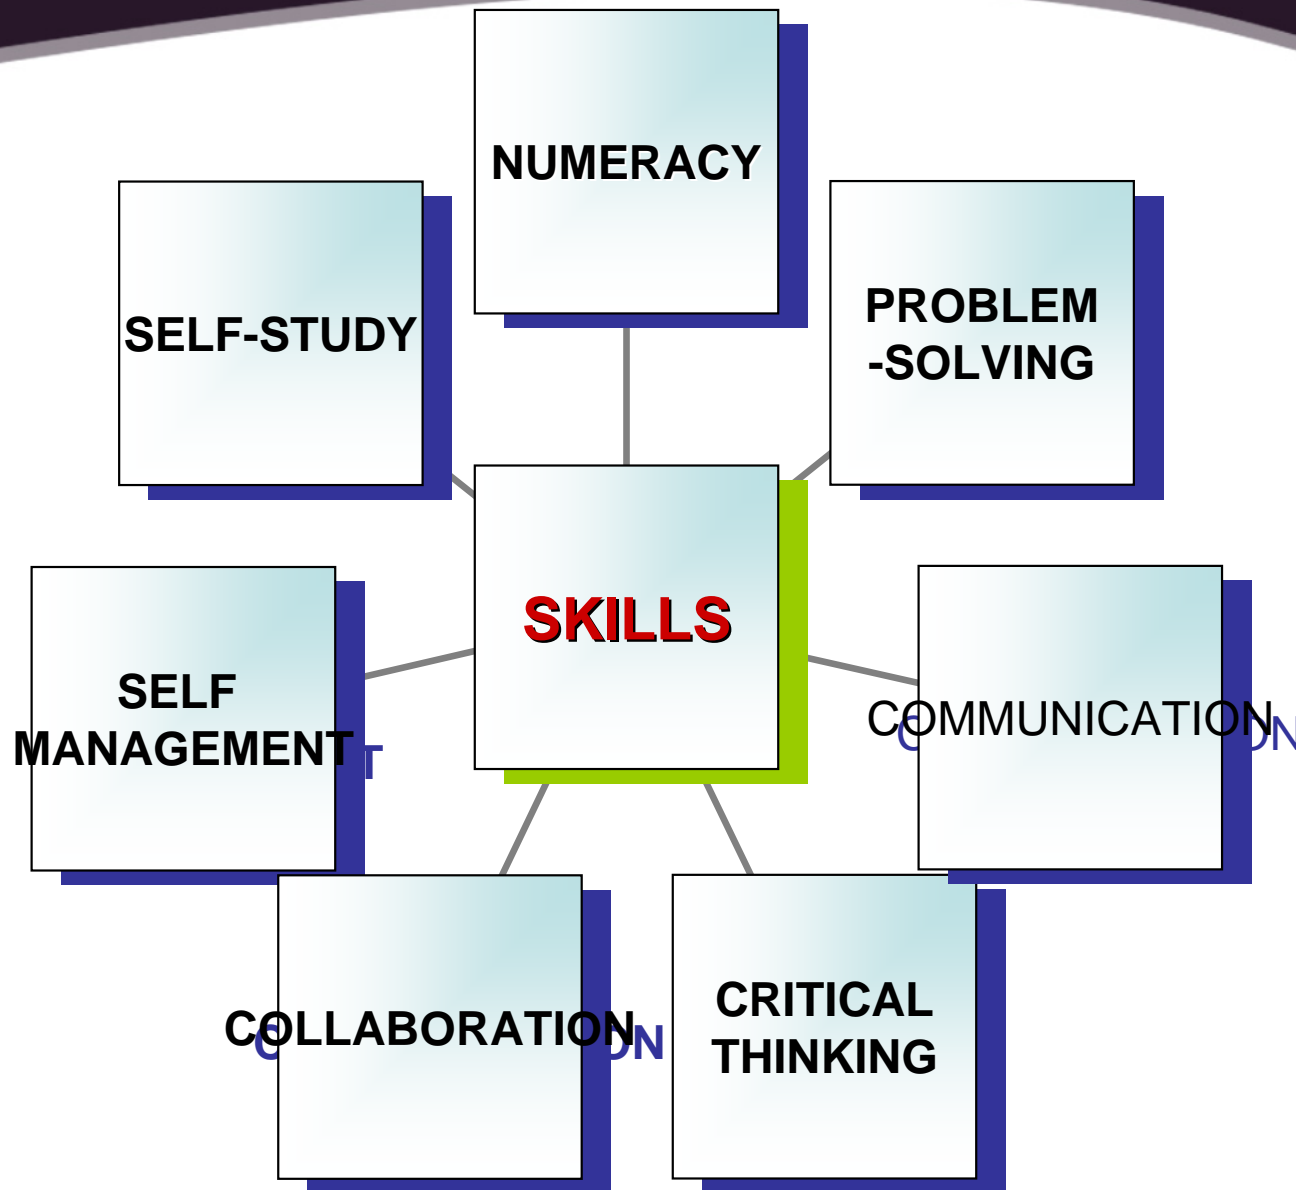 NUMERACY
SELF-STUDY
PROBLEM
-SOLVING
SKILLS
SELF
MANAGEMENT
COMMUNICATION
COLLABORATION
CRITICAL
THINKING